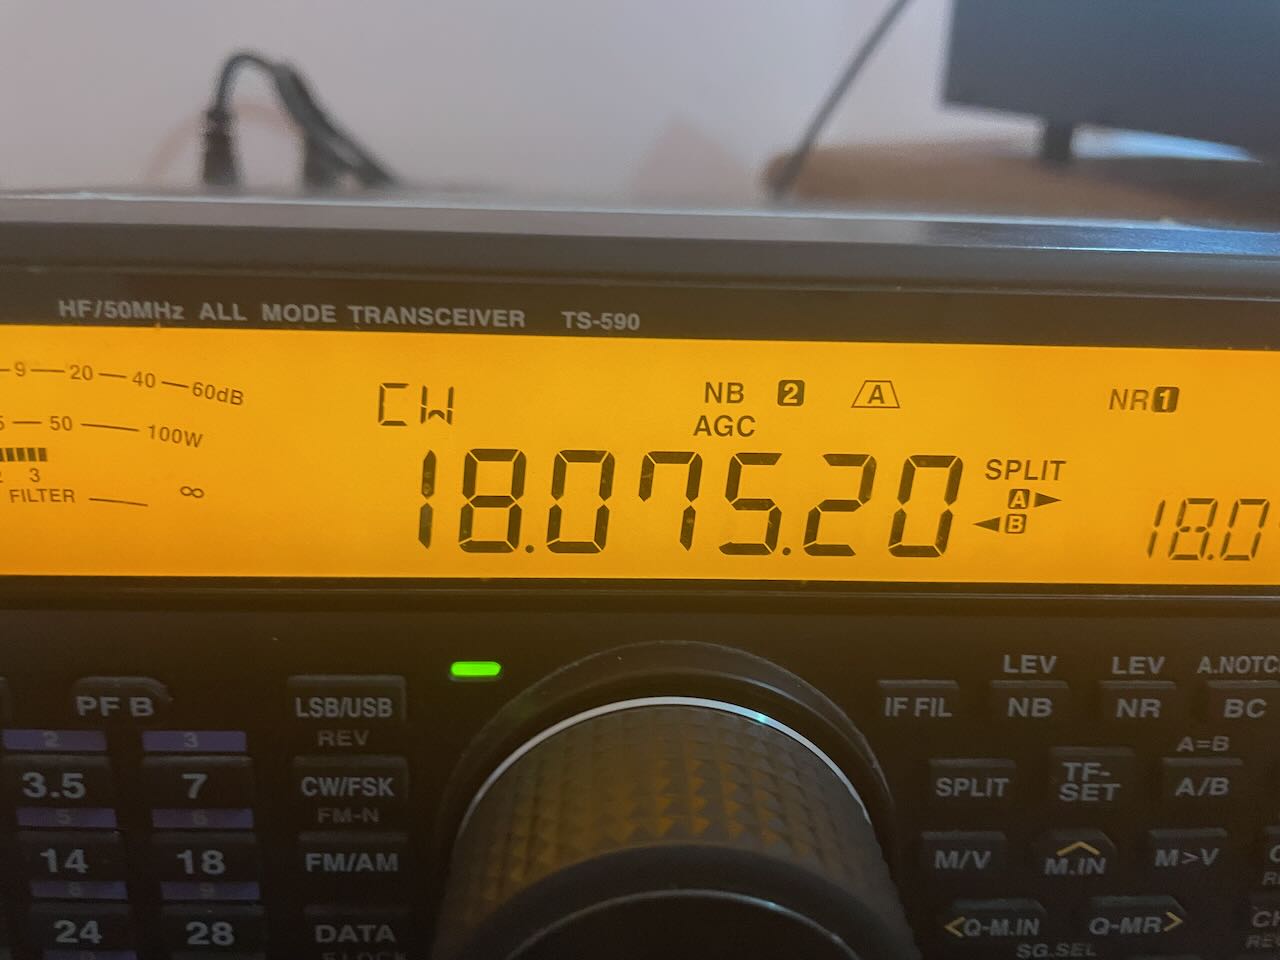 HF/50MHz ALL MODE TRANSCEIVER TS-590
9 20 40 60dB
50 100W
3
FILTER ∞
CW
NB 2 A NR1
AGC
18.075.20
SPLIT
A
B
18.0
LEV LEV
PF B LSB/USB IF FIL NB NR BC
REV
A=B
2 3
3.5 7 CW/FSK SPLIT TF-SET A/B
FM-N
5 6
14 18 FM/AM M/V M.IN M>V
8 9
24 28 DATA Q-M.IN Q-MR
SG.SEL